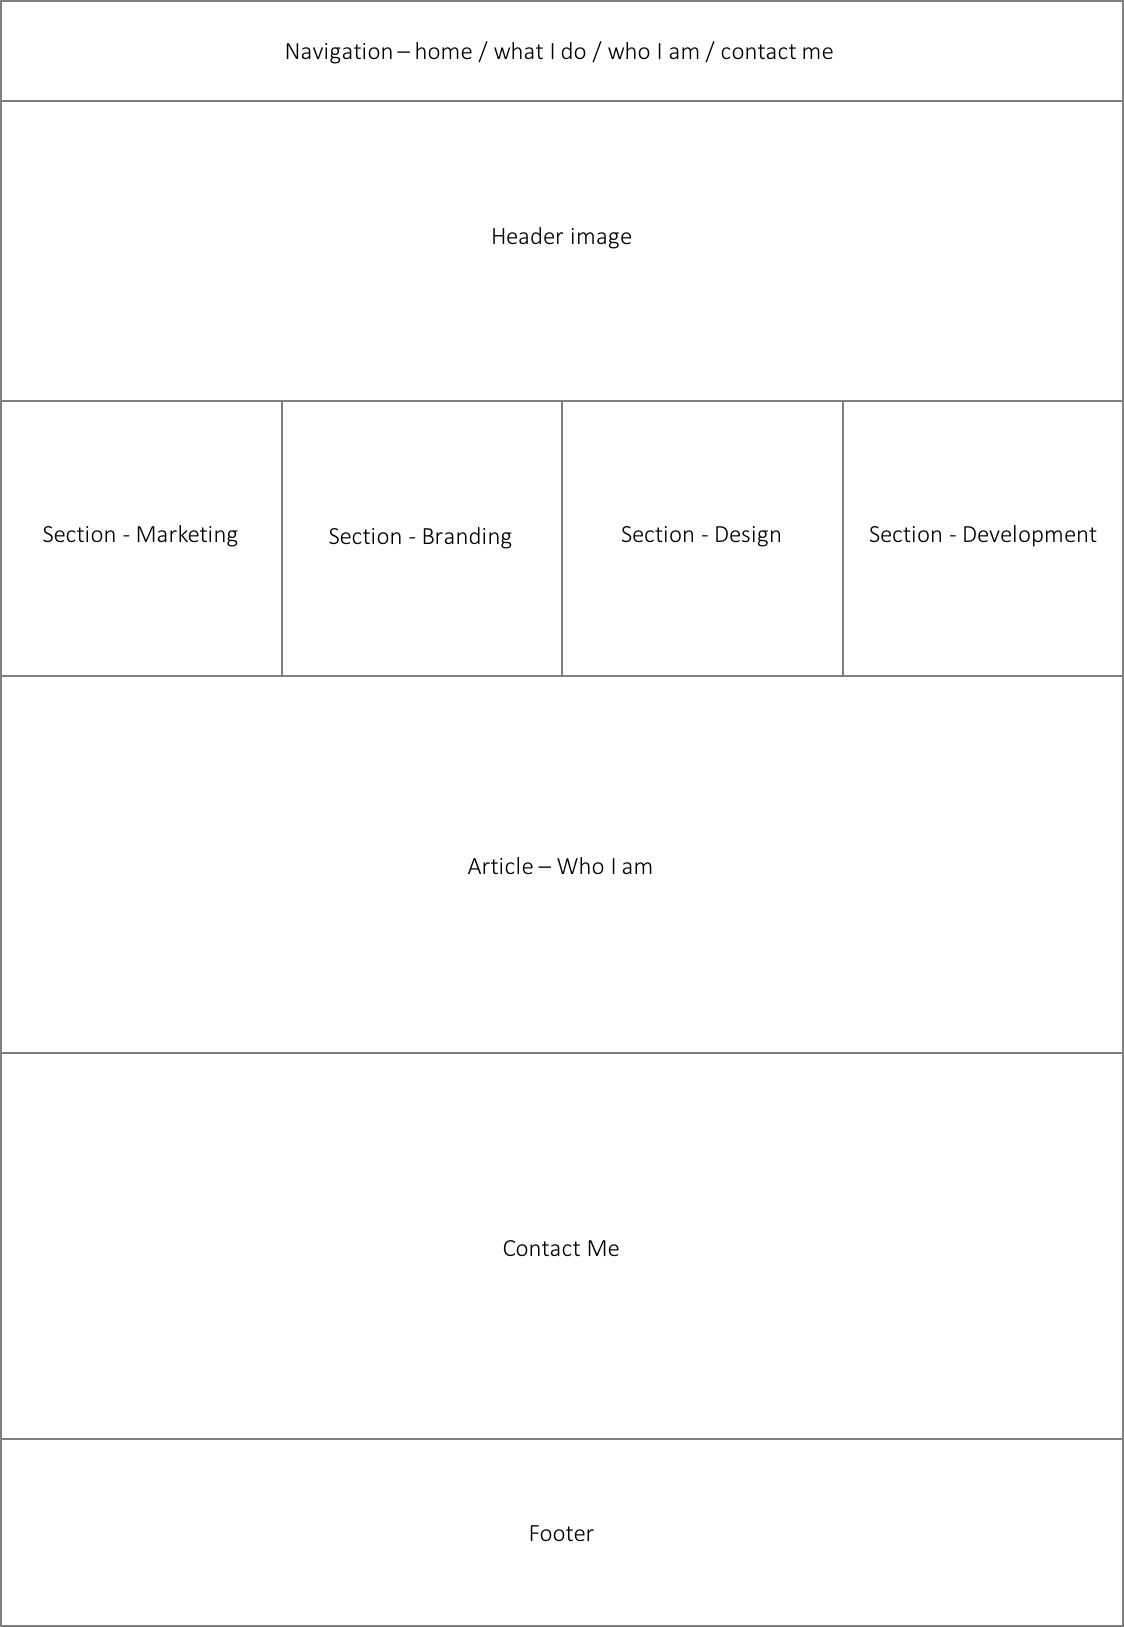 Navigation – home / what I do / who I am / contact me
Header image
Section - Marketing
Section - Branding
Section - Design
Section - Development
Article – Who I am
Contact Me
Footer